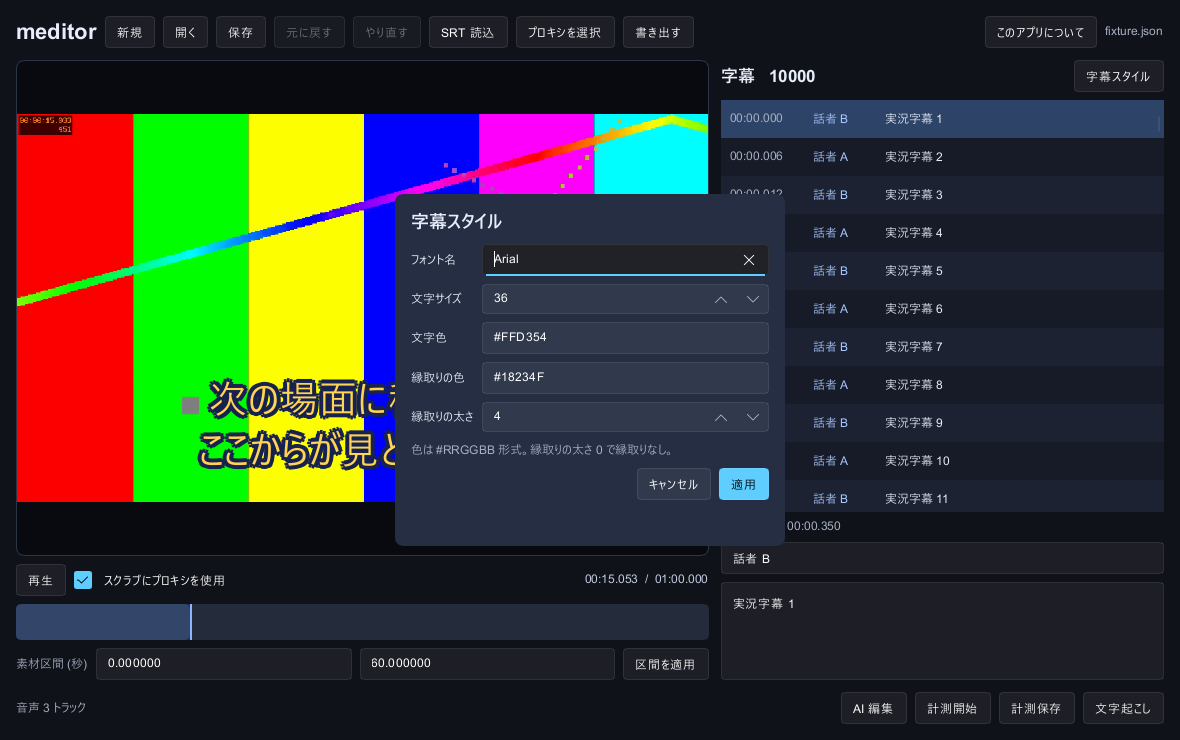 meditor
新規
開く
保存
元に戻す
やり直す
SRT 読込
プロキシを選択
書き出す
このアプリについて
fixture.json
字幕 10000
字幕スタイル
00:00.000 話者 B 実況字幕 1
00:00.006 話者 A 実況字幕 2
話者 B 実況字幕 3
話者 A 実況字幕 4
話者 B 実況字幕 5
話者 A 実況字幕 6
話者 B 実況字幕 7
話者 A 実況字幕 8
話者 B 実況字幕 9
話者 A 実況字幕 10
話者 B 実況字幕 11
00:00.350
話者 B
実況字幕 1
00:00:15.933
451
次の場面に
ここからが見
字幕スタイル
フォント名 Arial
文字サイズ 36
文字色 #FFD354
縁取りの色 #18234F
縁取りの太さ 4
色は #RRGGBB 形式。縁取りの太さ 0 で縁取りなし。
キャンセル
適用
再生
スクラブにプロキシを使用
00:15.053 / 01:00.000
素材区間 (秒) 0.000000 60.000000 区間を適用
音声 3 トラック
AI 編集
計測開始
計測保存
文字起こし